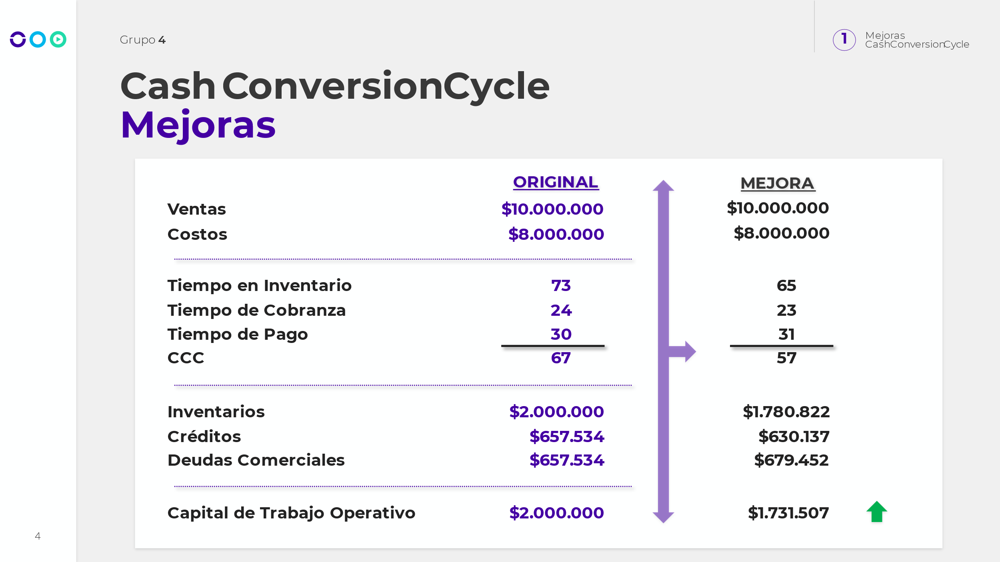 Grupo 4
1
Mejoras
CashConversionCycle
Cash ConversionCycle
Mejoras
ORIGINAL MEJORA
Ventas $10.000.000 $10.000.000
Costos $8.000.000 $8.000.000
Tiempo en Inventario 73 65
Tiempo de Cobranza 24 23
Tiempo de Pago 30 31
CCC 67 57
Inventarios $2.000.000 $1.780.822
Créditos $657.534 $630.137
Deudas Comerciales $657.534 $679.452
Capital de Trabajo Operativo $2.000.000 $1.731.507
4